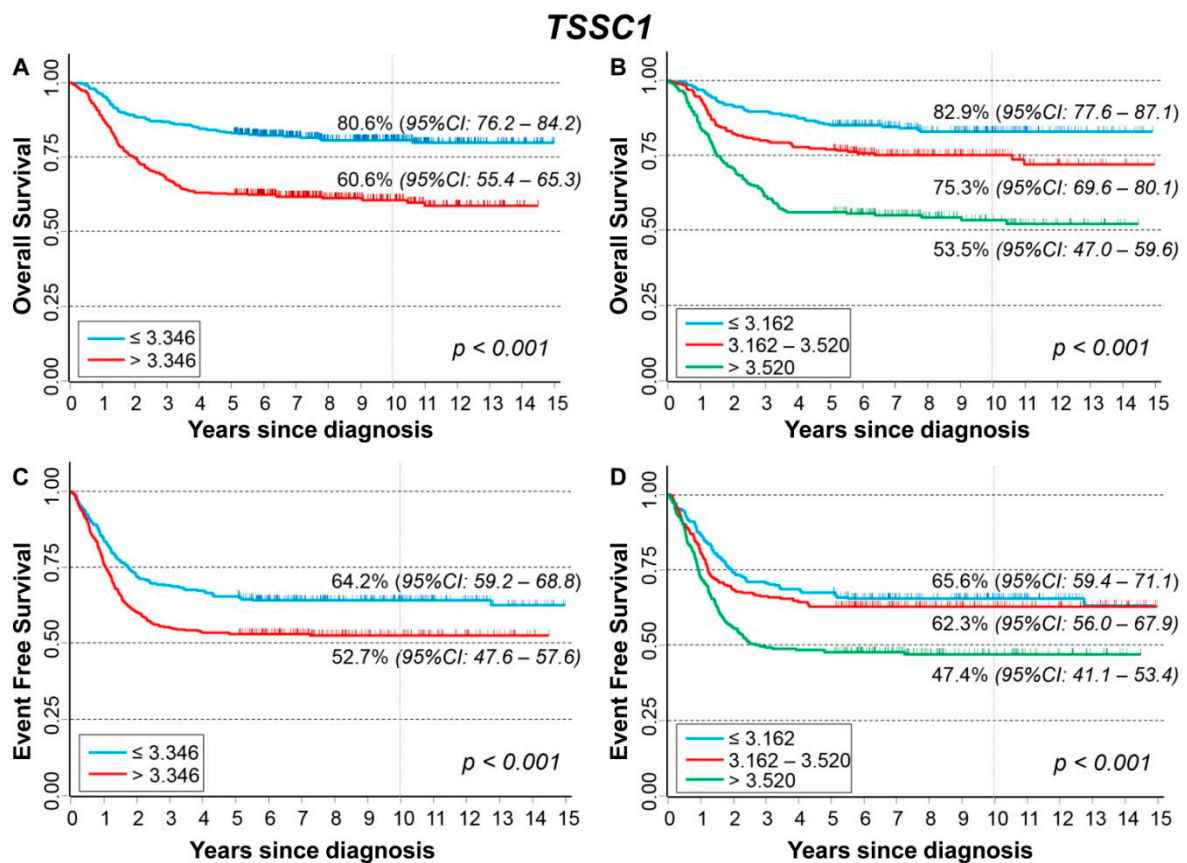 TSSC1
A
Overall Survival
1.00
0.75
0.50
0.25
0.00
80.6% (95%CI: 76.2 – 84.2)
60.6% (95%CI: 55.4 – 65.3)
≤ 3.346
> 3.346
p < 0.001
0 1 2 3 4 5 6 7 8 9 10 11 12 13 14 15
Years since diagnosis
B
Overall Survival
1.00
0.75
0.50
0.25
0.00
82.9% (95%CI: 77.6 – 87.1)
75.3% (95%CI: 69.6 – 80.1)
53.5% (95%CI: 47.0 – 59.6)
≤ 3.162
3.162 – 3.520
> 3.520
p < 0.001
0 1 2 3 4 5 6 7 8 9 10 11 12 13 14 15
Years since diagnosis
C
Event Free Survival
1.00
0.75
0.50
0.25
0.00
64.2% (95%CI: 59.2 – 68.8)
52.7% (95%CI: 47.6 – 57.6)
≤ 3.346
> 3.346
p < 0.001
0 1 2 3 4 5 6 7 8 9 10 11 12 13 14 15
Years since diagnosis
D
Event Free Survival
1.00
0.75
0.50
0.25
0.00
65.6% (95%CI: 59.4 – 71.1)
62.3% (95%CI: 56.0 – 67.9)
47.4% (95%CI: 41.1 – 53.4)
≤ 3.162
3.162 – 3.520
> 3.520
p < 0.001
0 1 2 3 4 5 6 7 8 9 10 11 12 13 14 15
Years since diagnosis